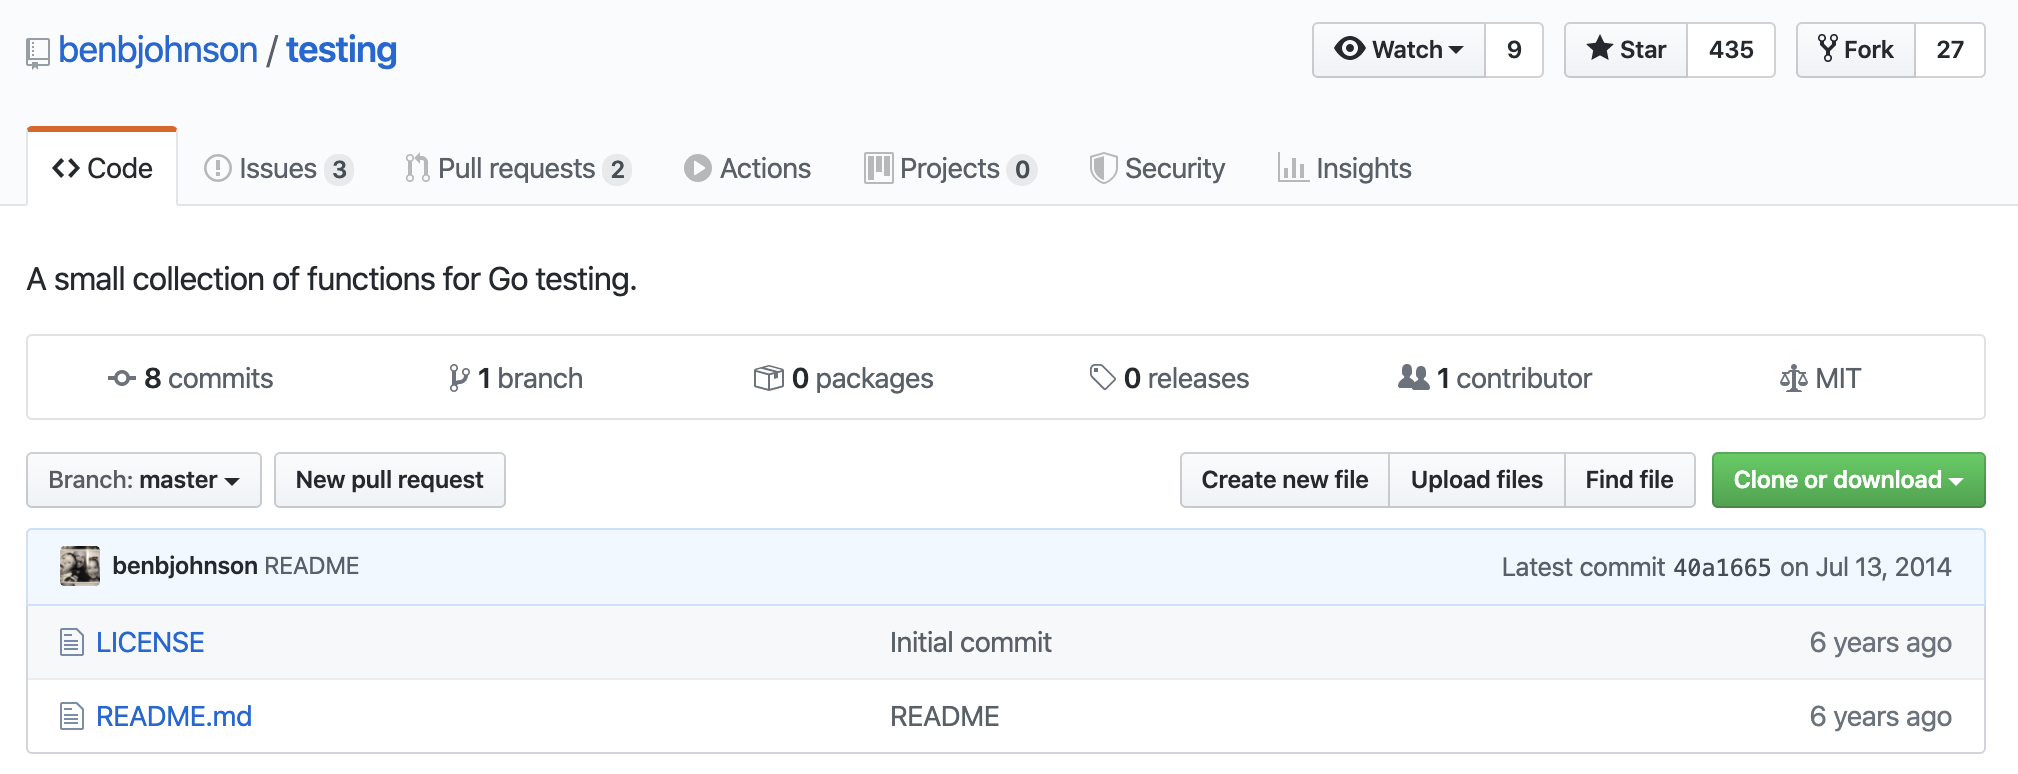 benbjohnson / testing
Watch 9 Star 435 Fork 27
Code Issues 3 Pull requests 2 Actions Projects 0 Security Insights
A small collection of functions for Go testing.
8 commits 1 branch 0 packages 0 releases 1 contributor MIT
Branch: master New pull request Create new file Upload files Find file Clone or download
benbjohnson README Latest commit 40a1665 on Jul 13, 2014
LICENSE Initial commit 6 years ago
README.md README 6 years ago